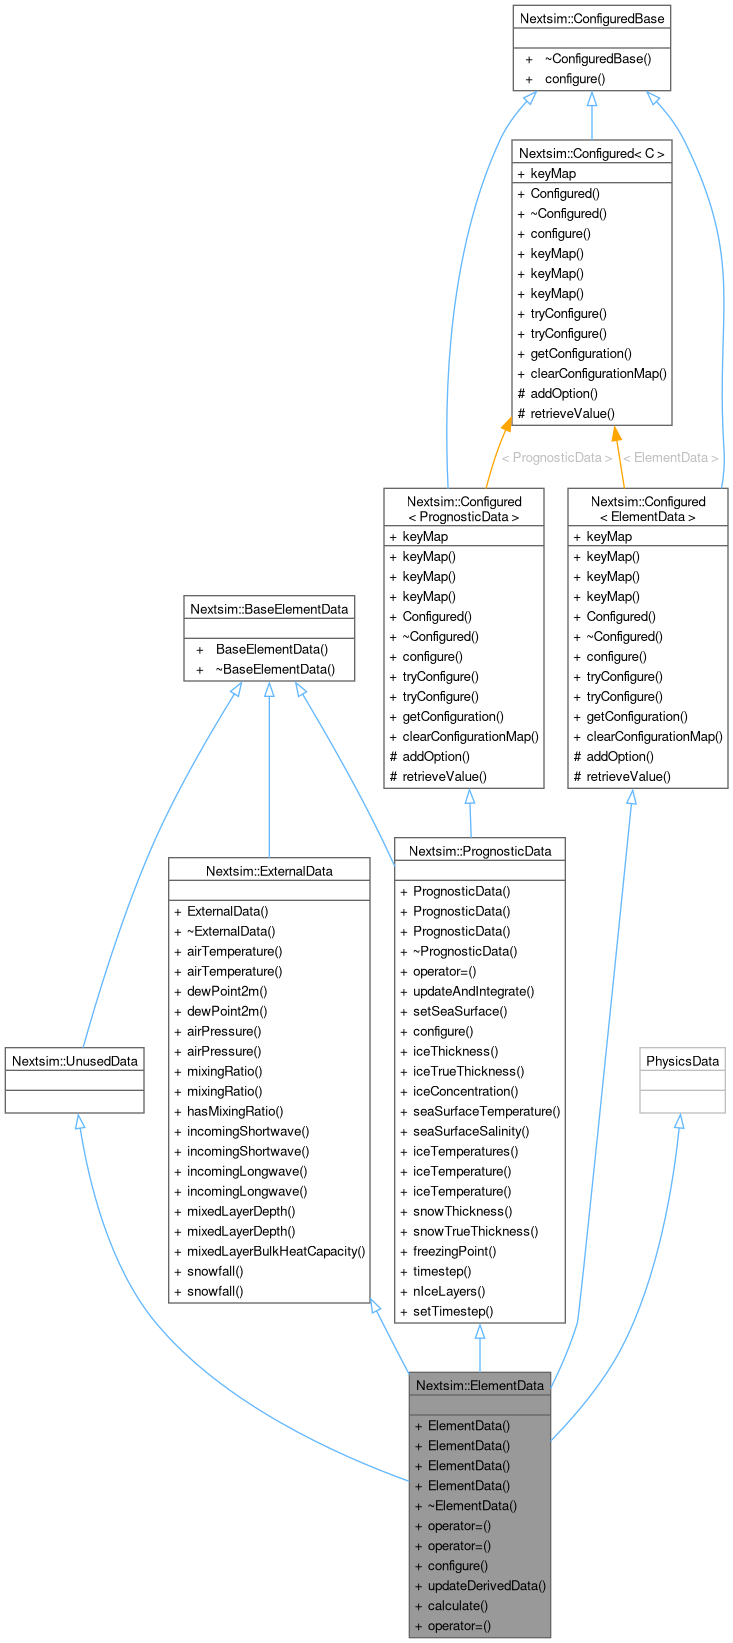 Nextsim::ConfiguredBase
+ ~ConfiguredBase()
+ configure()
Nextsim::Configured< C >
+ keyMap
+ Configured()
+ ~Configured()
+ configure()
+ keyMap()
+ keyMap()
+ keyMap()
+ tryConfigure()
+ tryConfigure()
+ getConfiguration()
+ clearConfigurationMap()
# addOption()
# retrieveValue()
< PrognosticData >
< ElementData >
Nextsim::Configured
< PrognosticData >
+ keyMap
+ keyMap()
+ keyMap()
+ keyMap()
+ Configured()
+ ~Configured()
+ configure()
+ tryConfigure()
+ tryConfigure()
+ getConfiguration()
+ clearConfigurationMap()
# addOption()
# retrieveValue()
Nextsim::Configured
< ElementData >
+ keyMap
+ keyMap()
+ keyMap()
+ keyMap()
+ Configured()
+ ~Configured()
+ configure()
+ tryConfigure()
+ tryConfigure()
+ getConfiguration()
+ clearConfigurationMap()
# addOption()
# retrieveValue()
Nextsim::BaseElementData
+ BaseElementData()
+ ~BaseElementData()
Nextsim::ExternalData
+ ExternalData()
+ ~ExternalData()
+ airTemperature()
+ airTemperature()
+ dewPoint2m()
+ dewPoint2m()
+ airPressure()
+ airPressure()
+ mixingRatio()
+ mixingRatio()
+ hasMixingRatio()
+ incomingShortwave()
+ incomingShortwave()
+ incomingLongwave()
+ incomingLongwave()
+ mixedLayerDepth()
+ mixedLayerDepth()
+ mixedLayerBulkHeatCapacity()
+ snowfall()
+ snowfall()
Nextsim::PrognosticData
+ PrognosticData()
+ PrognosticData()
+ PrognosticData()
+ ~PrognosticData()
+ operator=()
+ updateAndIntegrate()
+ setSeaSurface()
+ configure()
+ iceThickness()
+ iceTrueThickness()
+ iceConcentration()
+ seaSurfaceTemperature()
+ seaSurfaceSalinity()
+ iceTemperatures()
+ iceTemperature()
+ iceTemperature()
+ snowThickness()
+ snowTrueThickness()
+ freezingPoint()
+ timestep()
+ nIceLayers()
+ setTimestep()
Nextsim::UnusedData
PhysicsData
Nextsim::ElementData
+ ElementData()
+ ElementData()
+ ElementData()
+ ElementData()
+ ~ElementData()
+ operator=()
+ operator=()
+ configure()
+ updateDerivedData()
+ calculate()
+ operator=()